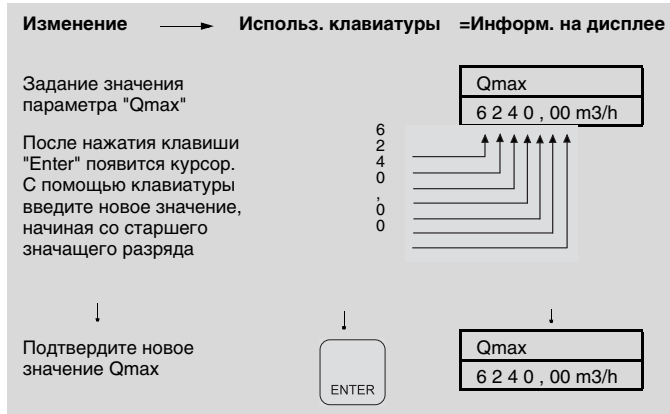 Изменение Использ. клавиатуры =Информ. на дисплее
Задание значения
параметра "Qmax"
Qmax
6 2 4 0 , 00 m3/h
После нажатия клавиши
"Enter" появится курсор.
С помощью клавиатуры
введите новое значение,
начиная со старшего
значащего разряда
6
2
4
0
,
0
0
Подтвердите новое
значение Qmax
ENTER
Qmax
6 2 4 0 , 00 m3/h